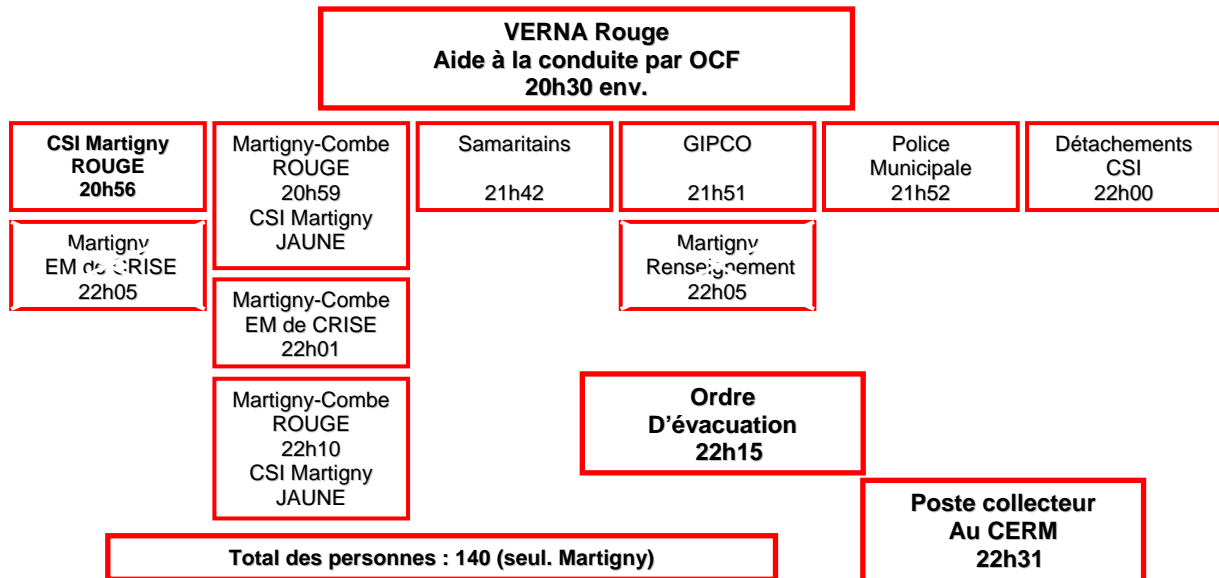 VERNA Rouge
Aide à la conduite par OCF
20h30 env.
CSI Martigny
ROUGE
20h56
Martigny-Combe
ROUGE
20h59
CSI Martigny
JAUNE
Samaritains
21h42
GIPCO
21h51
Police
Municipale
21h52
Détachements
CSI
22h00
Martigny
EM de CRISE
22h05
Martigny
Renseignement
22h05
Martigny-Combe
EM de CRISE
22h01
Martigny-Combe
ROUGE
22h10
CSI Martigny
JAUNE
Ordre
D’évacuation
22h15
Poste collecteur
Au CERM
22h31
Total des personnes : 140 (seul. Martigny)